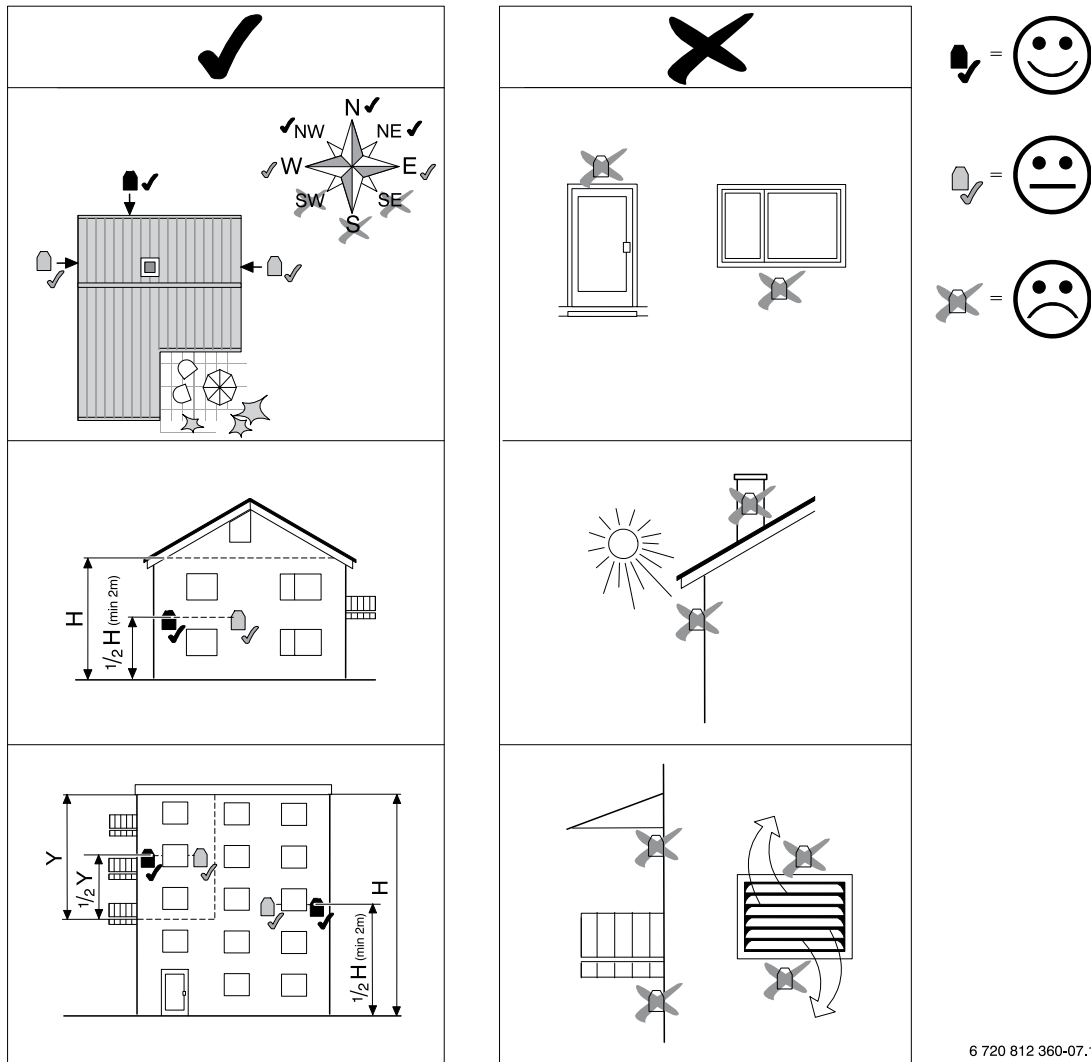 N
NW NE
W E
SW SE
S
=
=
=
H
1/2 H (min 2m)
Y
1/2 Y
H
1/2 H (min 2m)
6 720 812 360-07.